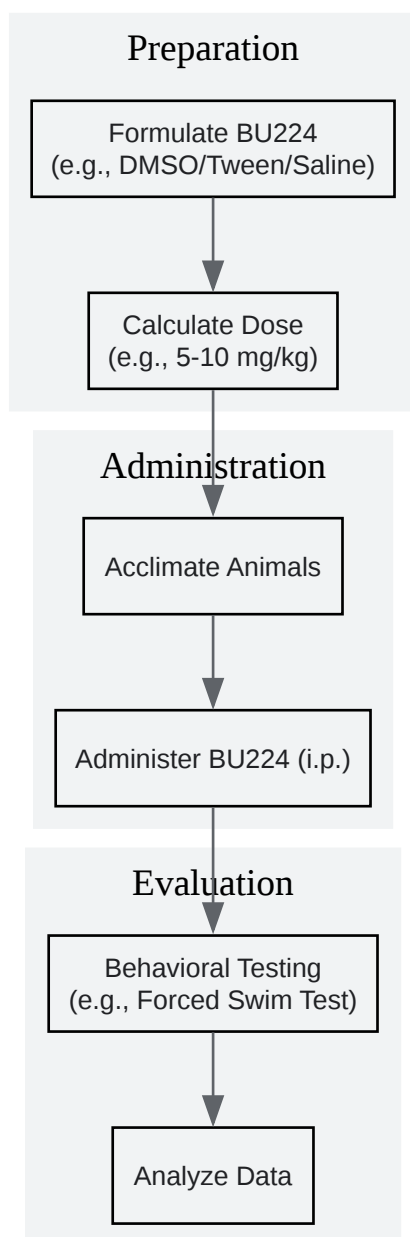 Preparation
Formulate BU224
(e.g., DMSO/Tween/Saline)
Calculate Dose
(e.g., 5-10 mg/kg)
Administration
Acclimate Animals
Administer BU224 (i.p.)
Evaluation
Behavioral Testing
(e.g., Forced Swim Test)
Analyze Data